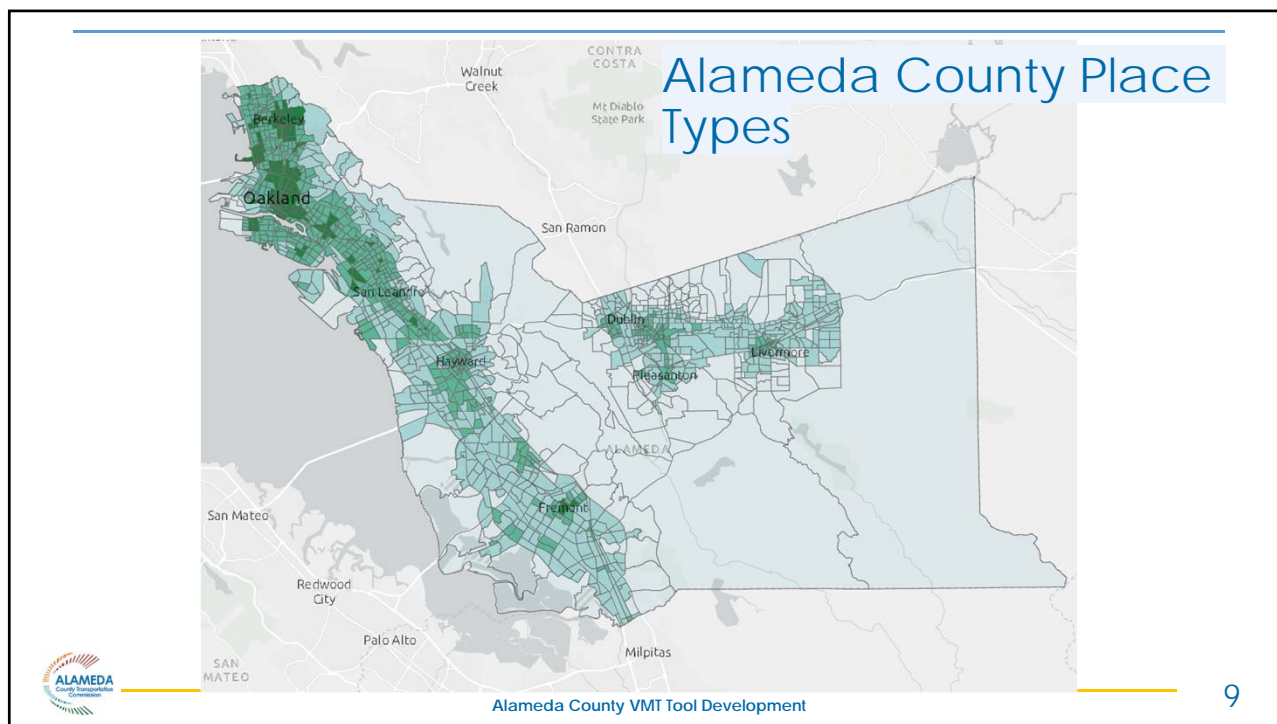 Alameda County Place
Types
CONTRA
COSTA
Walnut
Creek
Mt Diablo
State Park
Berkeley
Oakland
San Ramon
San Leandro
Dublin
Hayward
Livermore
Pleasanton
ALAMEDA
Fremont
San Mateo
Redwood
City
Palo Alto
Milpitas
SAN
MATEO
ALAMEDA
County Transportation
Commission
Alameda County VMT Tool Development
9